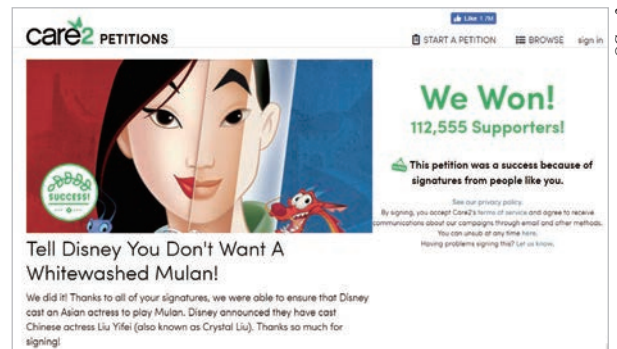 Like 1.7M
care2 PETITIONS
START A PETITION BROWSE sign in
SUCCESS!
We Won!
112,555 Supporters!
This petition was a success because of
signatures from people like you.
See our privacy policy.
By signing, you accept Care2's terms of service and agree to receive
communications about our campaigns through email and other methods.
You can unsub at any time here.
Having problems signing this? Let us know.
Tell Disney You Don't Want A
Whitewashed Mulan!
We did it! Thanks to all of your signatures, we were able to ensure that Disney
cast an Asian actress to play Mulan. Disney announced they have cast
Chinese actress Liu Yifei (also known as Crystal Liu). Thanks so much for
signing!